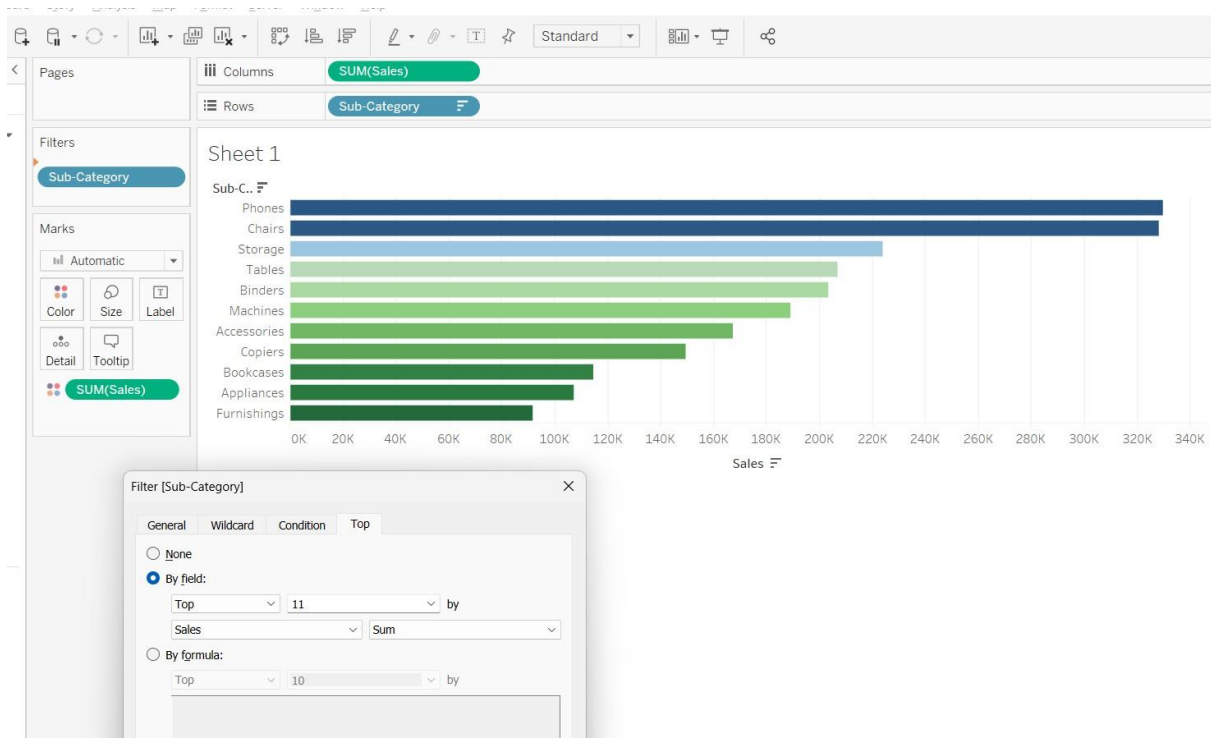 Standard
Pages
Columns
SUM(Sales)
Rows
Sub-Category
Filters
Sub-Category
Sheet 1
Sub-C..
Phones
Chairs
Storage
Tables
Binders
Machines
Accessories
Copiers
Bookcases
Appliances
Furnishings
0K 20K 40K 60K 80K 100K 120K 140K 160K 180K 200K 220K 240K 260K 280K 300K 320K 340K
Sales
Marks
Automatic
Color Size Label
Detail Tooltip
SUM(Sales)
Filter [Sub-Category]
General Wildcard Condition Top
None
By field:
Top 11 by
Sales Sum
By formula:
Top 10 by